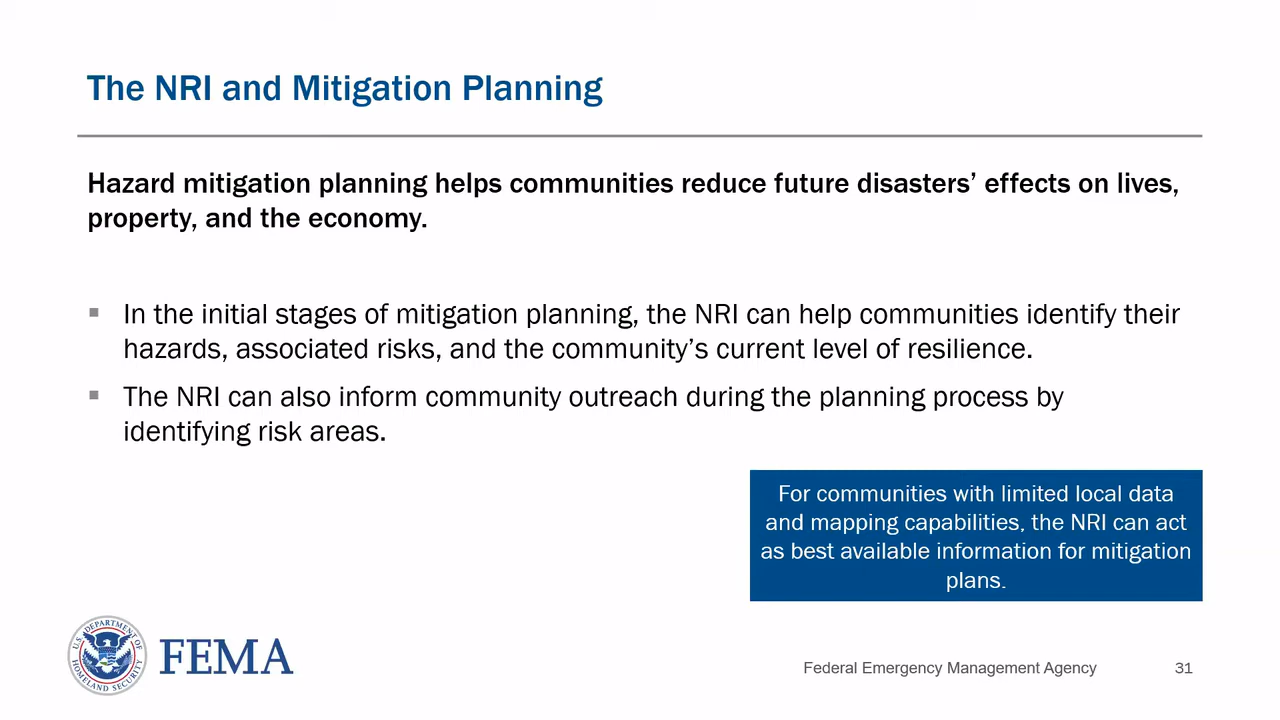 The NRI and Mitigation Planning
Hazard mitigation planning helps communities reduce future disasters’ effects on lives,
property, and the economy.
In the initial stages of mitigation planning, the NRI can help communities identify their
hazards, associated risks, and the community’s current level of resilience.
The NRI can also inform community outreach during the planning process by
identifying risk areas.
For communities with limited local data
and mapping capabilities, the NRI can act
as best available information for mitigation
plans.
U.S. DEPARTMENT OF
HOMELAND SECURITY
FEMA
Federal Emergency Management Agency
31